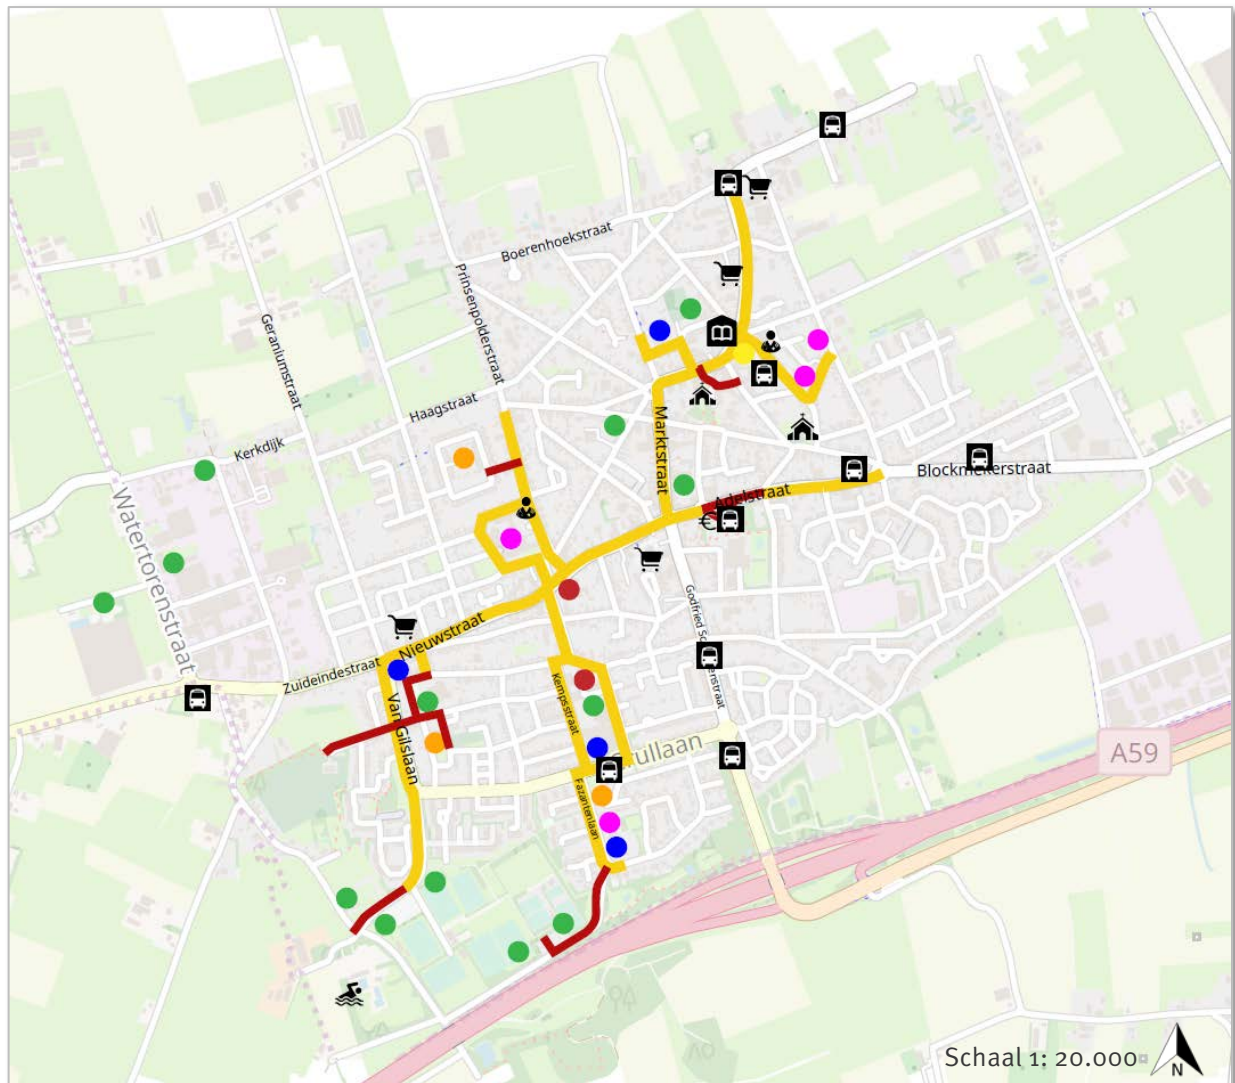 Boerenhoekstraat
Prinsenpolderstraat
Geraniumstraat
Haagstraat
Kerkdijk
Marktstraat
Watertorenstraat
Blockmekerstraat
Adelstraat
€
Nieuwstraat
Zuideindestraat
Kempsstraat
Van Gilslaan
Fazantenlaan
A59
Schaal 1: 20.000
N